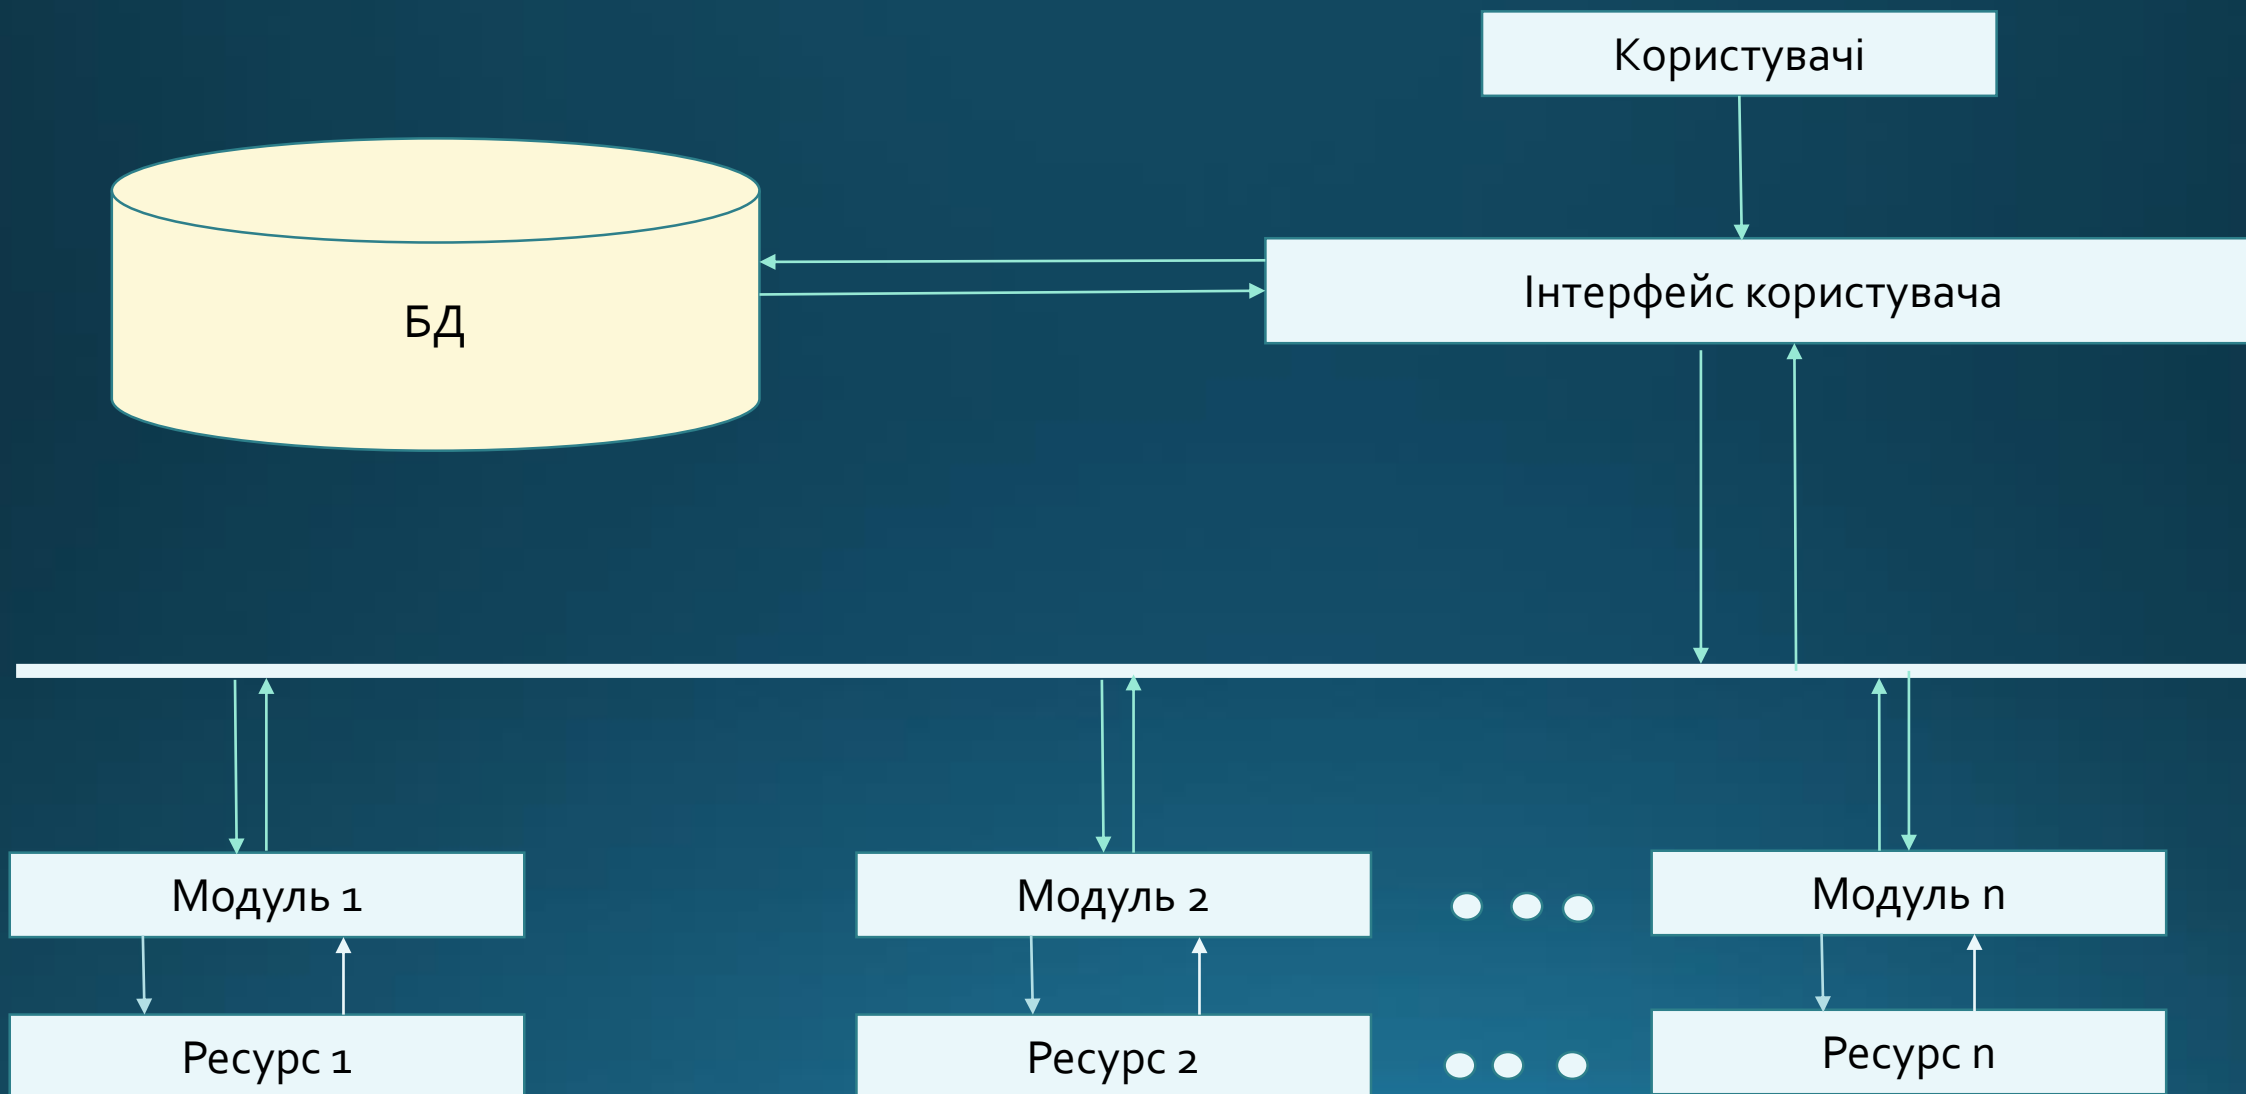 Користувачі
БД
Інтерфейс користувача
Модуль 1
Модуль 2
Модуль n
Ресурс 1
Ресурс 2
Ресурс n